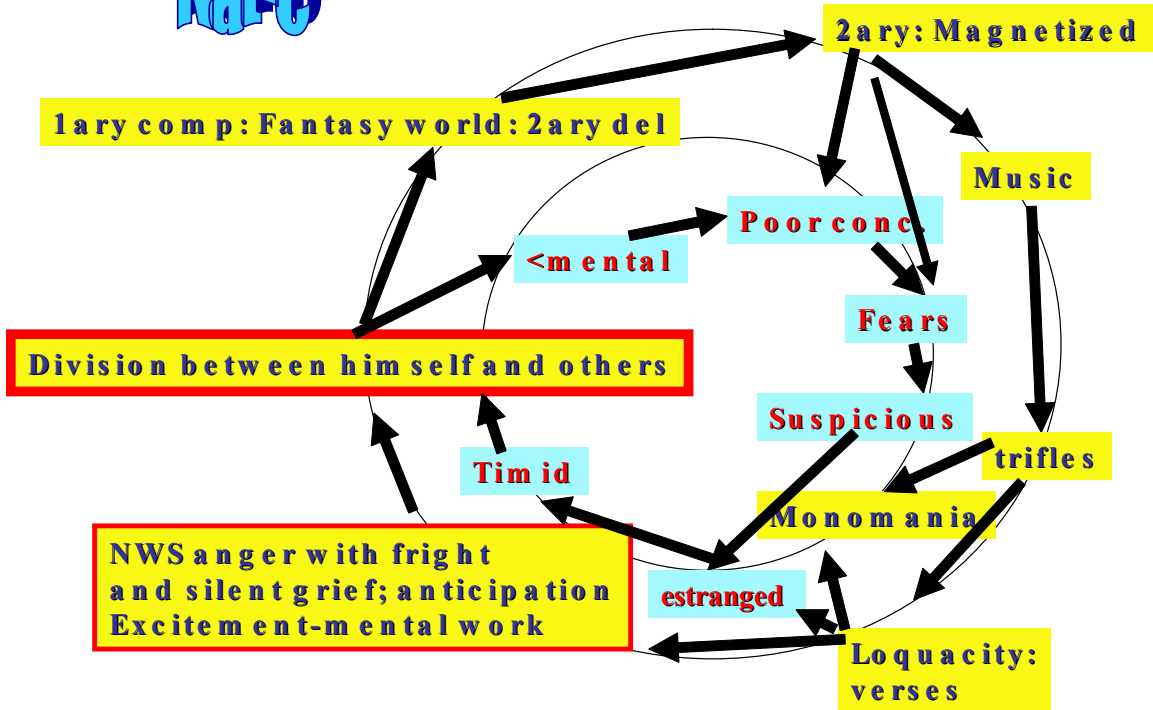 Nat-C
2ary: Magnetized
1ary comp: Fantasy world: 2ary del
Music
Poor conc.
<mental
Fears
Division between himself and others
Suspicious
trifles
Timid
Monomania
NWS anger with fright
and silent grief; anticipation
Excitement-mental work
estranged
Loquacity:
verses